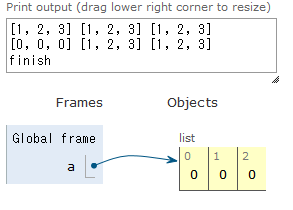 Print output (drag lower right corner to resize)
[1, 2, 3] [1, 2, 3] [1, 2, 3]
[0, 0, 0] [1, 2, 3] [1, 2, 3]
finish
Frames Objects
Global frame
a
list
0 1 2
0 0 0